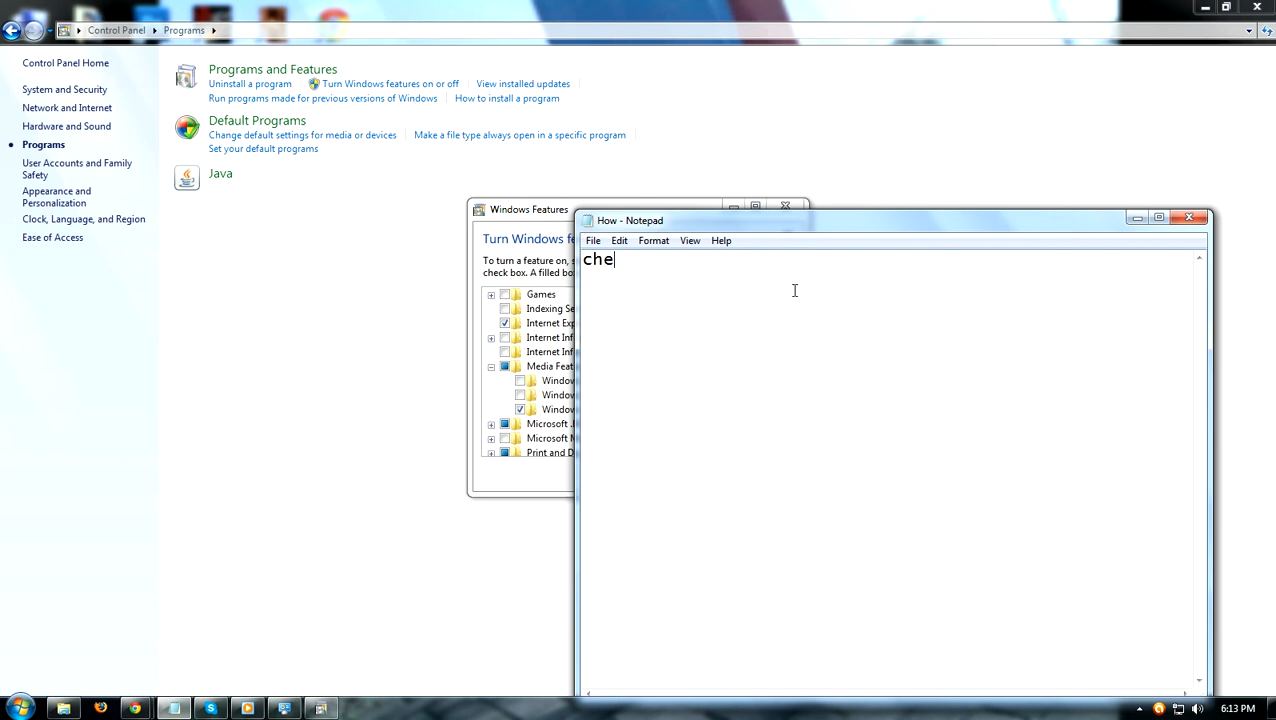 Control Panel
Programs
Control Panel Home
System and Security
Network and Internet
Hardware and Sound
Programs
User Accounts and Family
Safety
Appearance and
Personalization
Clock, Language, and Region
Ease of Access
Programs and Features
Uninstall a program
Turn Windows features on or off
View installed updates
Run programs made for previous versions of Windows
How to install a program
Default Programs
Change default settings for media or devices
Make a file type always open in a specific program
Set your default programs
Java
Windows Features
Turn Windows fe
To turn a feature on, s
check box. A filled bo
Games
Indexing Se
Internet Exp
Internet Inf
Internet Inf
Media Feat
Window
Window
Window
Microsoft .
Microsoft M
Print and D
How - Notepad
File Edit Format View Help
che
6:13 PM